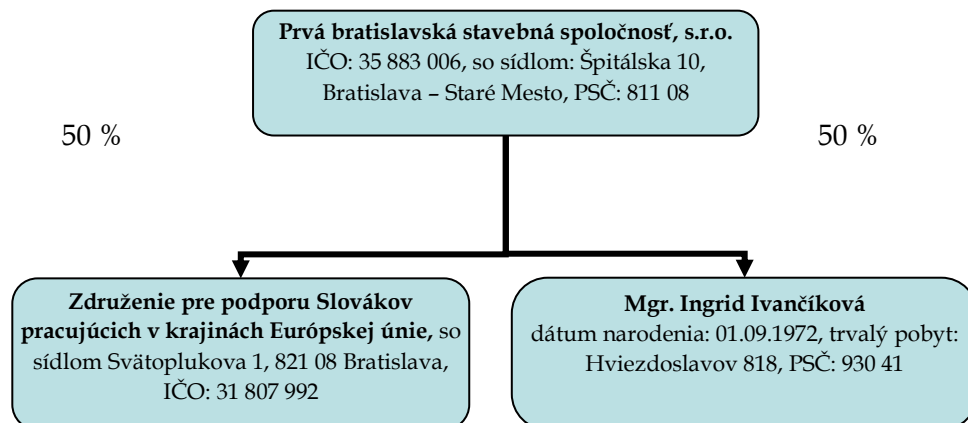 Prvá bratislavská stavebná spoločnosť, s.r.o.
IČO: 35 883 006, so sídlom: Špitálska 10,
Bratislava – Staré Mesto, PSČ: 811 08
50 %
50 %
Združenie pre podporu Slovákov
pracujúcich v krajinách Európskej únie, so
sídlom Svätoplukova 1, 821 08 Bratislava,
IČO: 31 807 992
Mgr. Ingrid Ivančíková
dátum narodenia: 01.09.1972, trvalý pobyt:
Hviezdoslavov 818, PSČ: 930 41